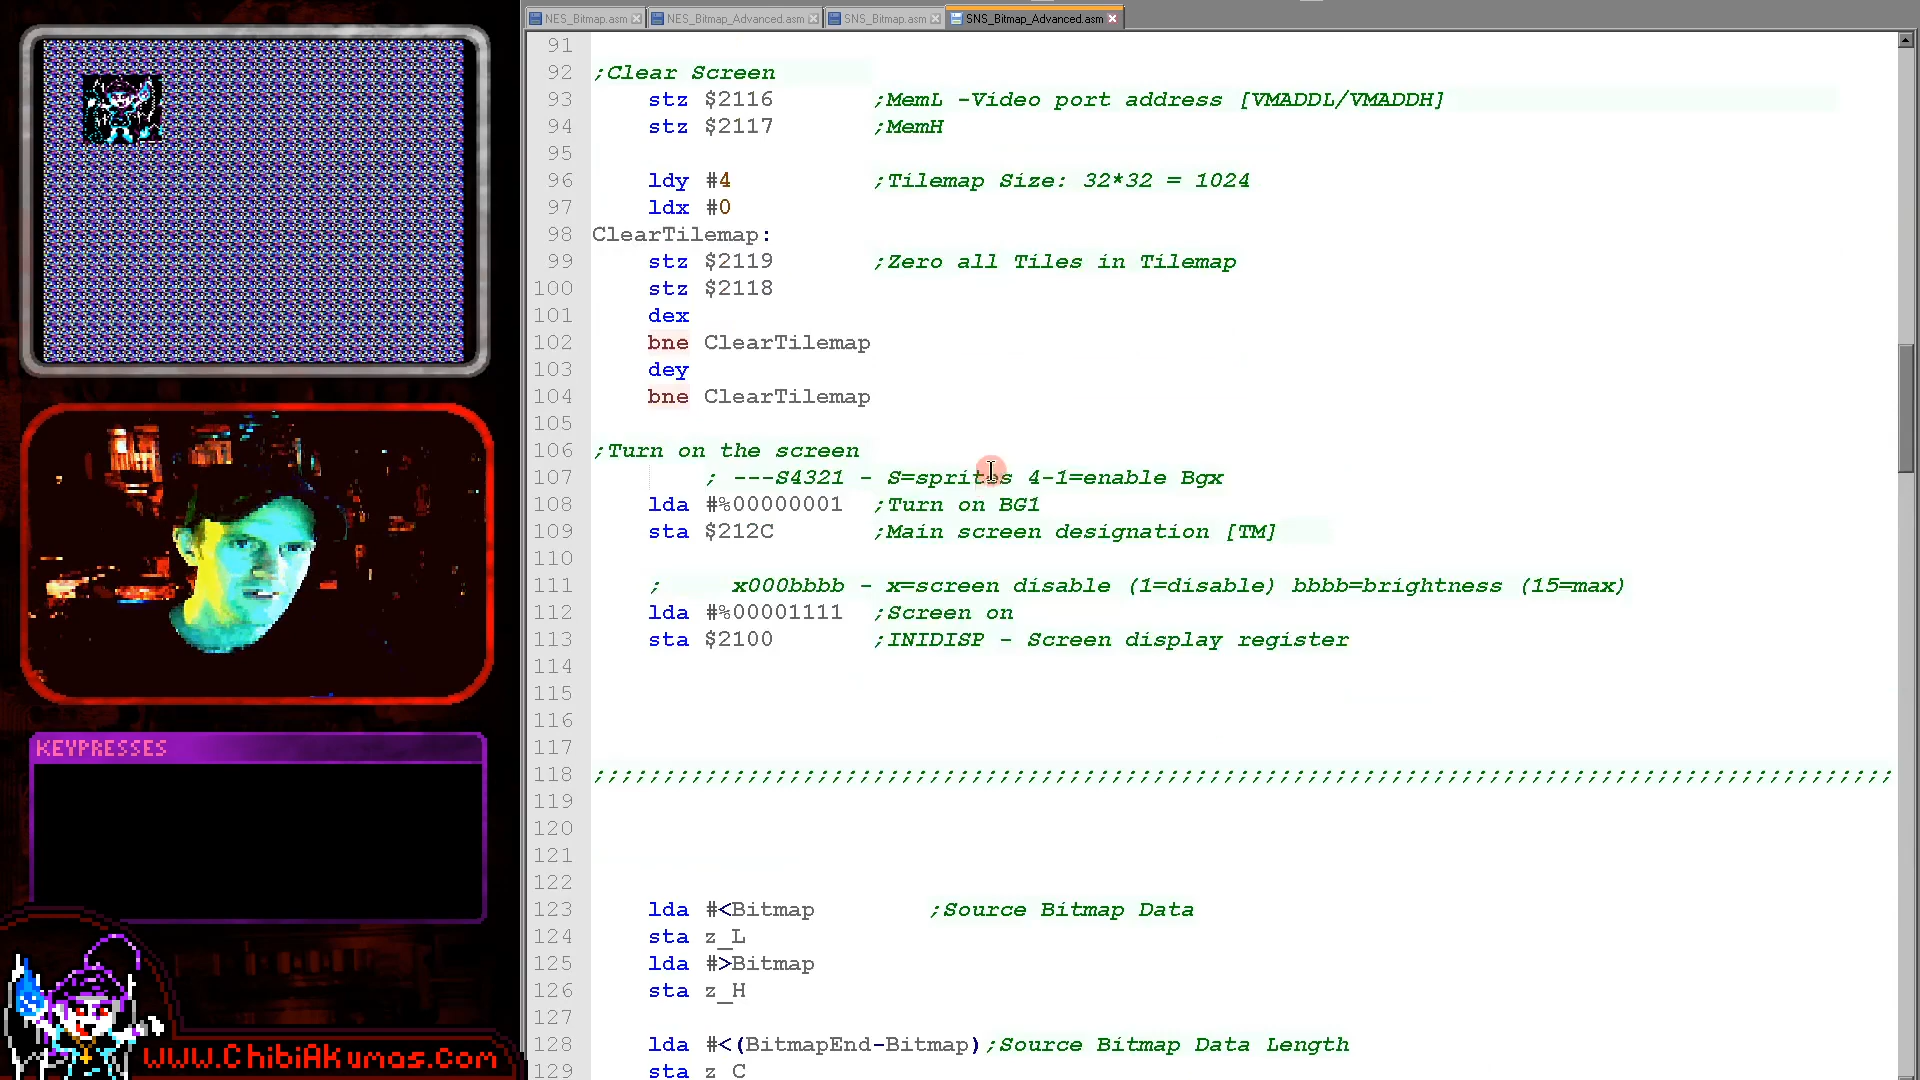 NES_Bitmap.asm NES_Bitmap_Advanced.asm SNS_Bitmap.asm SNS_Bitmap_Advanced.asm
91
92 ;Clear Screen
93 stz $2116 ;MemL -Video port address [VMADDL/VMADDH]
94 stz $2117 ;MemH
95
96 ldy #4 ;Tilemap Size: 32*32 = 1024
97 ldx #0
98 ClearTilemap:
99 stz $2119 ;Zero all Tiles in Tilemap
100 stz $2118
101 dex
102 bne ClearTilemap
103 dey
104 bne ClearTilemap
105
106 ;Turn on the screen
107 ; ---S4321 - S=sprites 4-1=enable Bgx
108 lda #%00000001 ;Turn on BG1
109 sta $212C ;Main screen designation [TM]
110
111 ; x000bbbb - x=screen disable (1=disable) bbbb=brightness (15=max)
112 lda #%00001111 ;Screen on
113 sta $2100 ;INIDISP - Screen display register
114
115
116
117
118 ;;;;;;;;;;;;;;;;;;;;;;;;;;;;;;;;;;;;;;;;;;;;;;;;;;;;;;;;;;;;;;;;;;;;;;;;;;;;;;;;;;;;;;;;;;;;
119
120
121
122
123 lda #<Bitmap ;Source Bitmap Data
124 sta z_L
125 lda #>Bitmap
126 sta z_H
127
128 lda #<(BitmapEnd-Bitmap);Source Bitmap Data Length
129 sta z_C
KEYPRESSES
www.ChibiAkumas.com